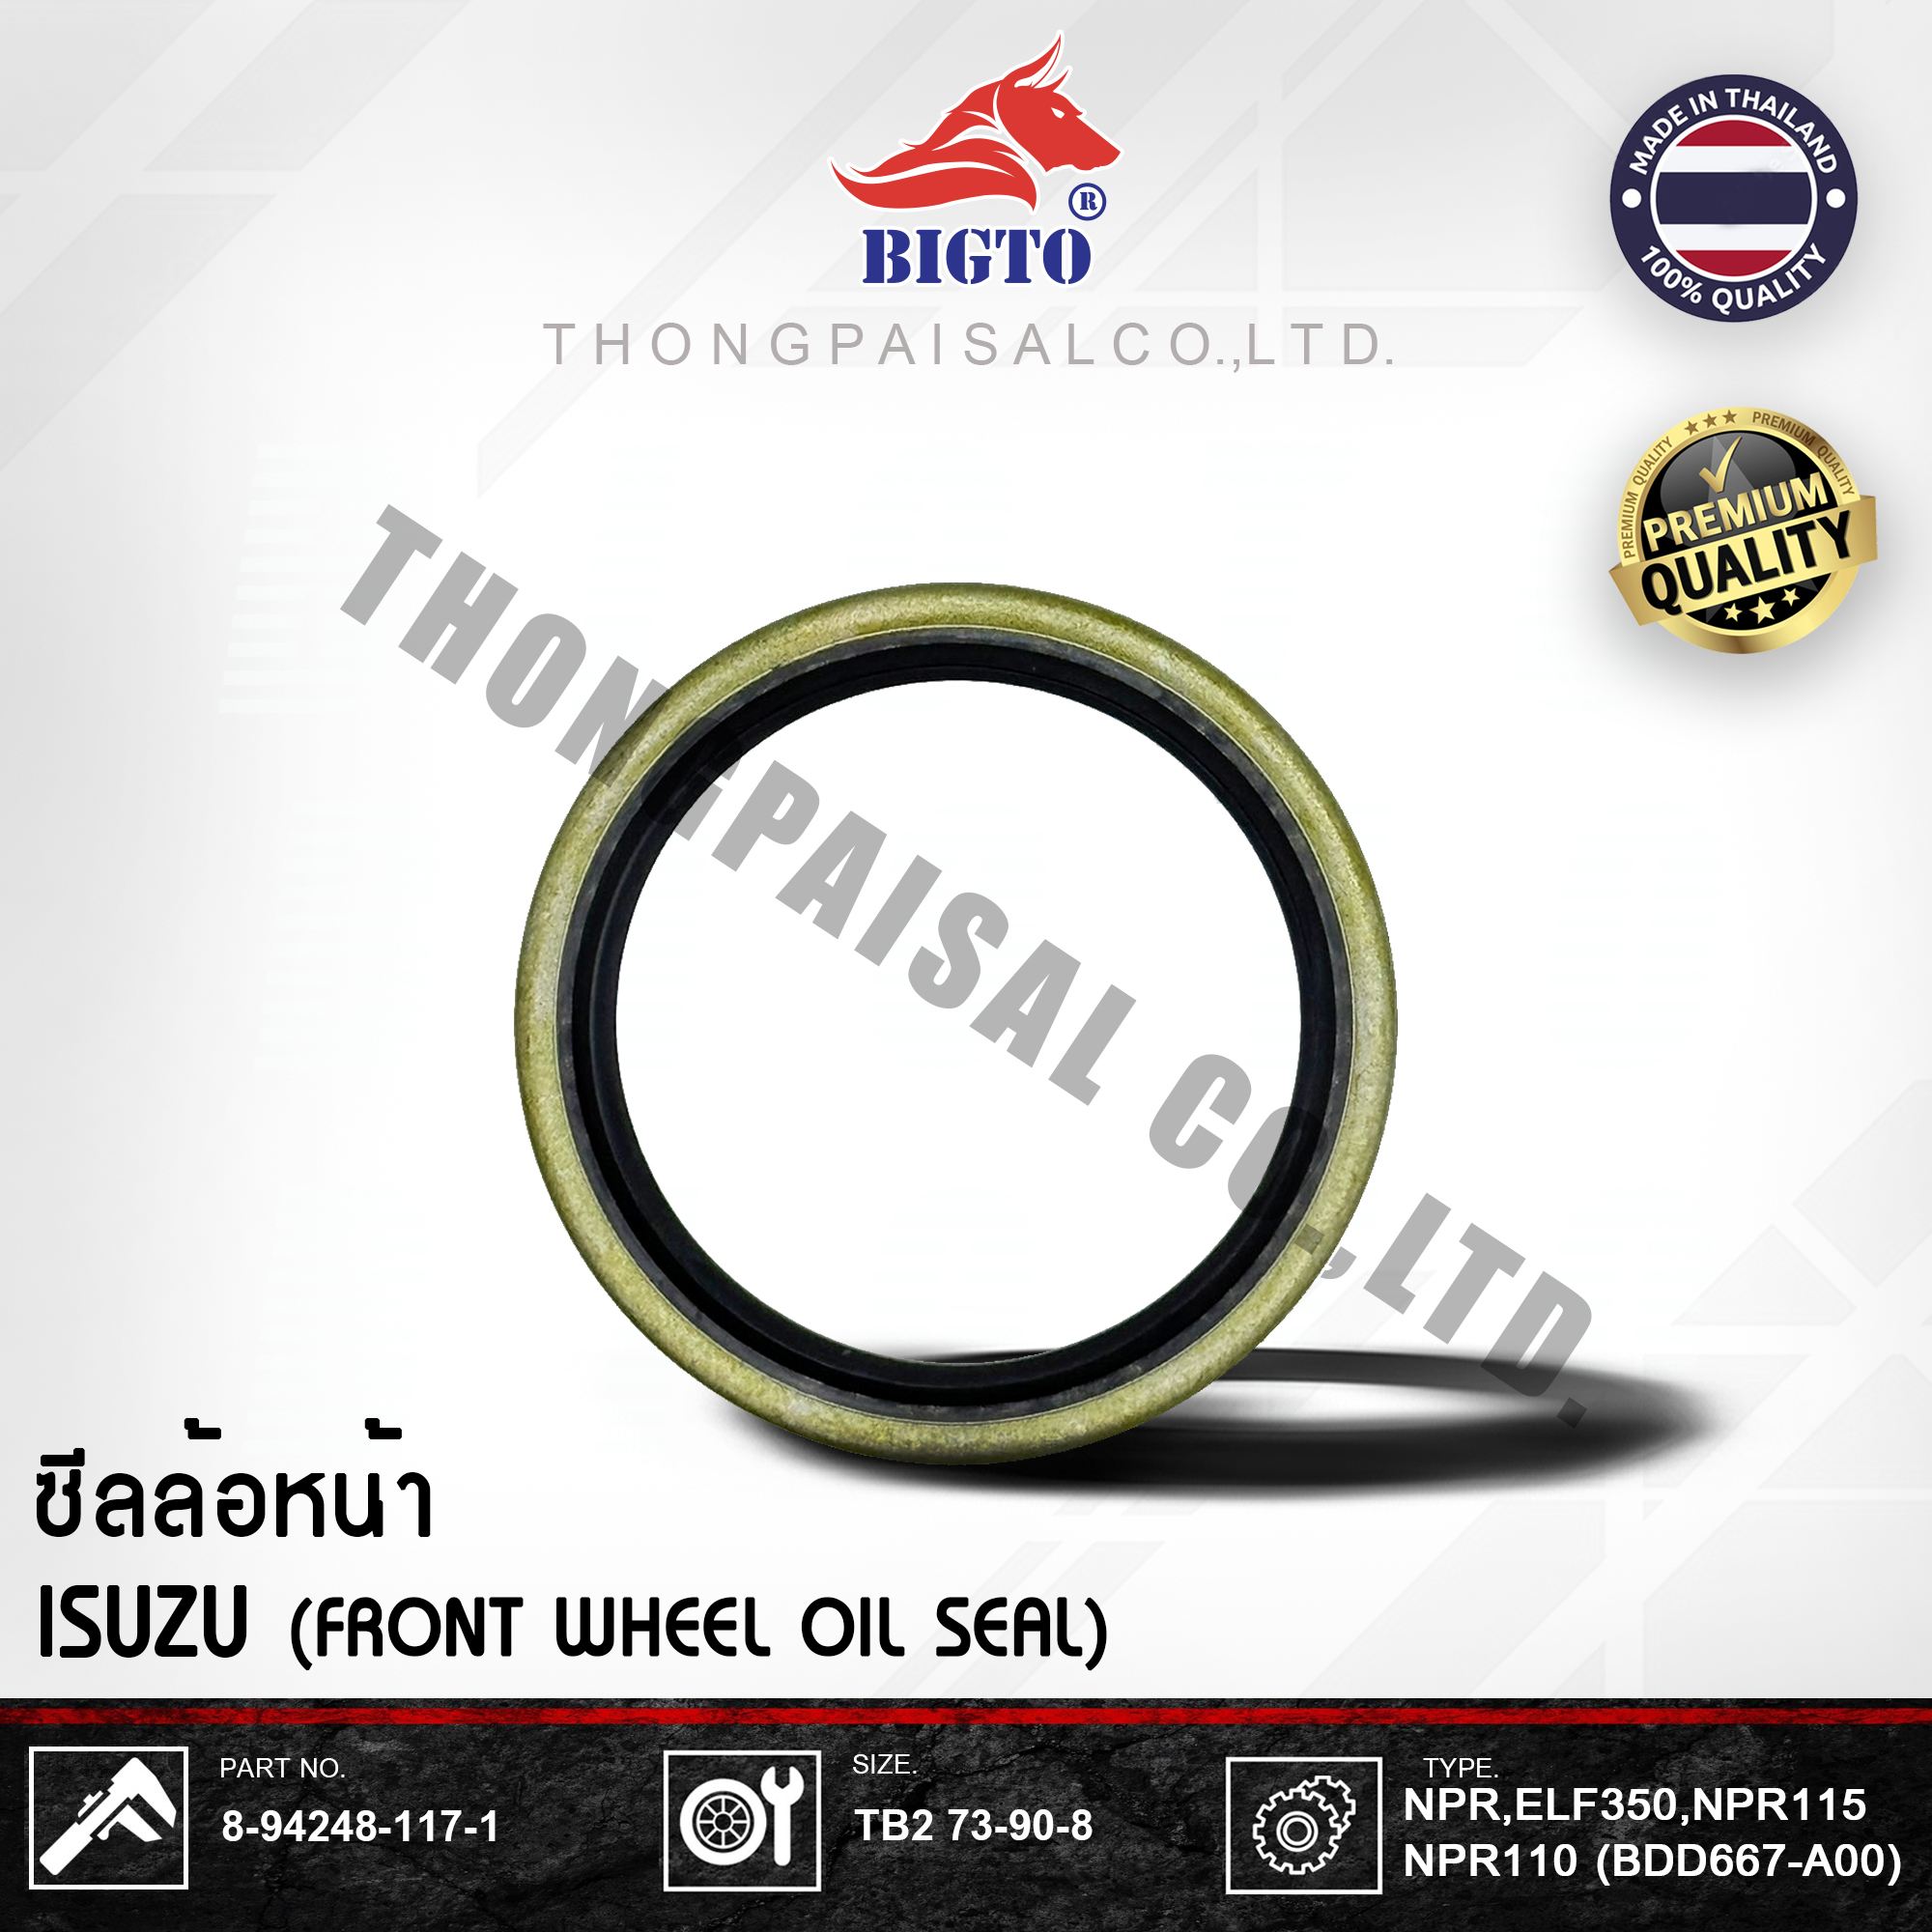 BIGTO
®
THONGPAISALCO.,LTD.
MADE IN THAILAND
100% QUALITY
PREMIUM QUALITY
PREMIUM QUALITY
PREMIUM QUALITY
THONGPAISAL CO.,LTD.
ซีลล้อหน้า
ISUZU (FRONT WHEEL OIL SEAL)
PART NO.
8-94248-117-1
SIZE.
TB2 73-90-8
TYPE.
NPR,ELF350,NPR115
NPR110 (BDD667-A00)